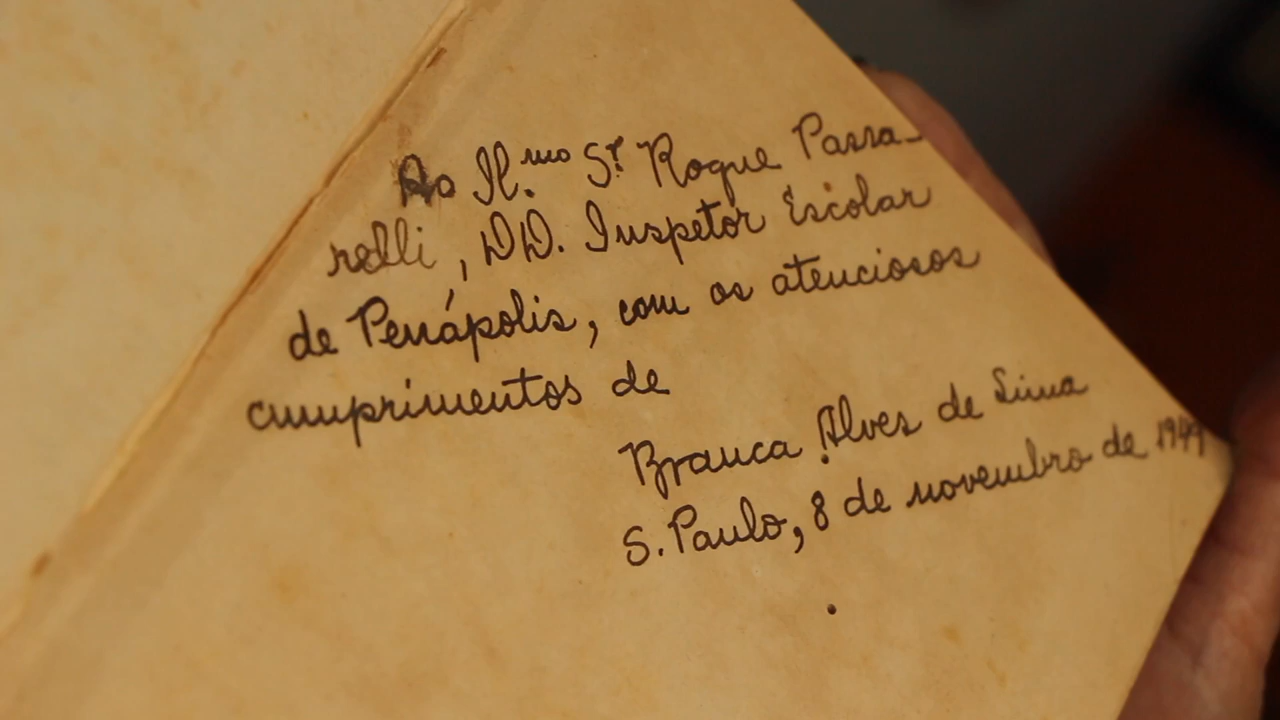 Ao Il.mo Sr. Roque Passa-
relli, DD. Inspetor Escolar
de Penápolis, com os atenciosos
cumprimentos de
Branca Alves de Lima
S. Paulo, 8 de novembro de 1949